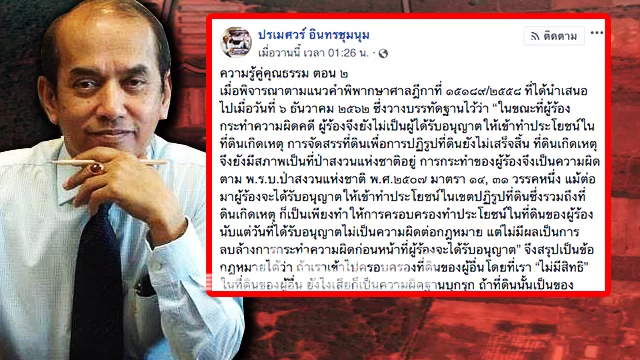 ปรเมศวร์ อินทรชุมนุม
ติดตาม
เมื่อวานนี้ เวลา 01:26 น.
ความรู้คู่คุณธรรม ตอน ๒
เมื่อพิจารณาตามแนวคำพิพากษาศาลฎีกาที่ ๑๕๑๘๙/๒๕๕๘ ที่ได้นำเสนอ
ไปเมื่อวันที่ ๖ ธันวาคม ๒๕๖๒ ซึ่งวางบรรทัดฐานไว้ว่า “ในขณะที่ผู้ร้อง
กระทำความผิดคดี ผู้ร้องจึงยังไม่เป็นผู้ได้รับอนุญาตให้เข้าทำประโยชน์ใน
ที่ดินเกิดเหตุ การจัดสรรที่ดินเพื่อการปฏิรูปที่ดินยังไม่เสร็จสิ้น ที่ดินเกิดเหตุ
จึงยังมีสภาพเป็นที่ป่าสงวนแห่งชาติอยู่ การกระทำของผู้ร้องจึงเป็นความผิด
ตาม พ.ร.บ.ป่าสงวนแห่งชาติ พ.ศ.๒๕๐๗ มาตรา ๑๔, ๓๑ วรรคหนึ่ง แม้ต่อ
มาผู้ร้องจะได้รับอนุญาตให้เข้าทำประโยชน์ในเขตปฏิรูปที่ดินซึ่งรวมถึงที่
ดินเกิดเหตุ ก็เป็นเพียงทำให้การครอบครองทำประโยชน์ในที่ดินของผู้ร้อง
นับแต่วันที่ได้รับอนุญาตไม่เป็นความผิดต่อกฎหมาย แต่ไม่มีผลเป็นการ
ลบล้างการกระทำความผิดก่อนหน้าที่ผู้ร้องจะได้รับอนุญาต” จึงสรุปเป็นข้อ
กฎหมายได้ว่า ถ้าเราเข้าไปครอบครองที่ดินของผู้อื่นโดยที่เรา “ไม่มีสิทธิ”
ในที่ดินของผู้อื่น ยังไงเสียก็เป็นความผิดฐานบุกรุก ถ้าที่ดินนั้นเป็นของ